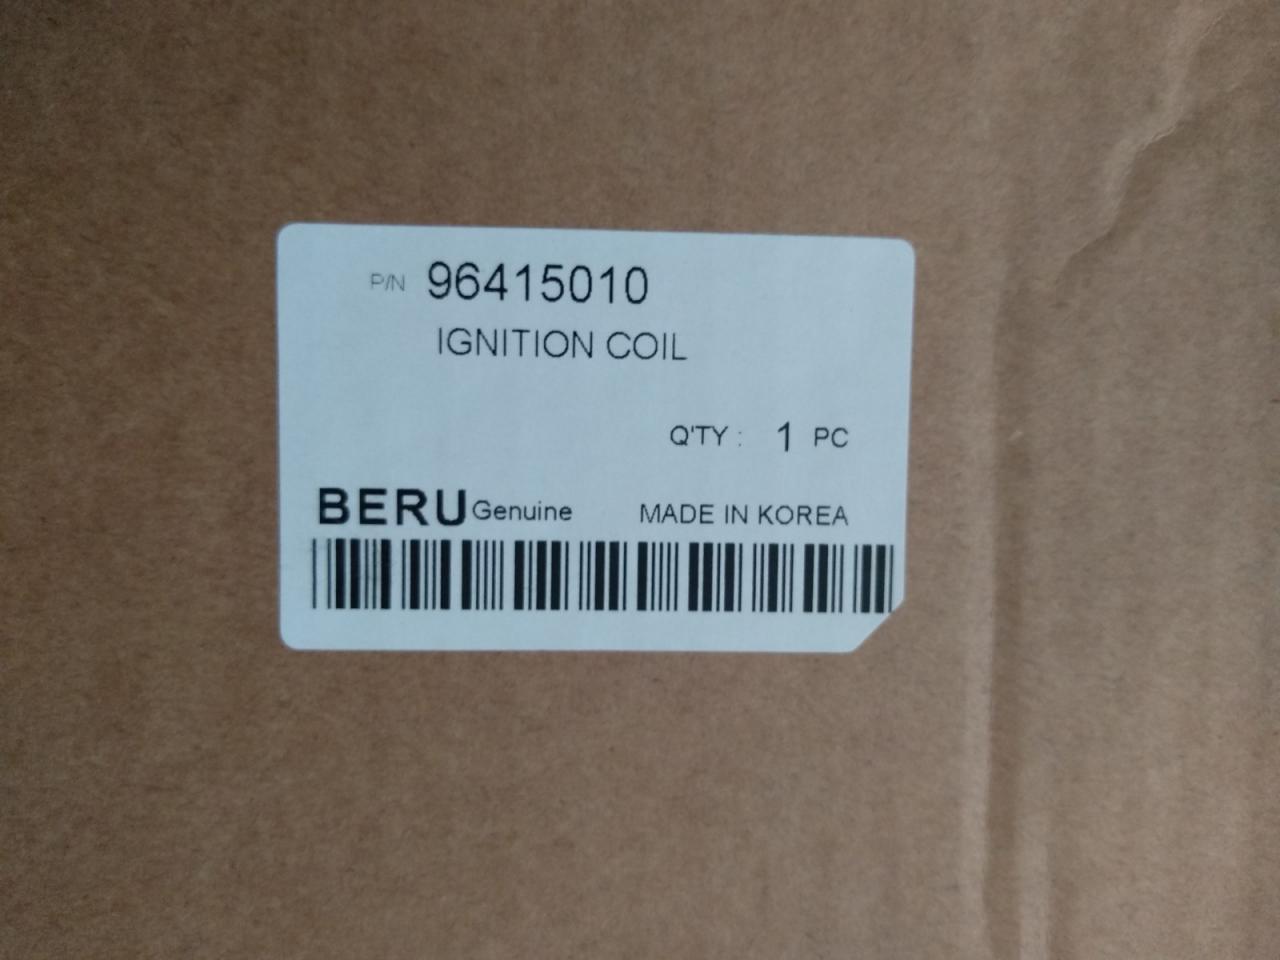 P/N 96415010
IGNITION COIL
Q'TY : 1 PC
BERU Genuine MADE IN KOREA